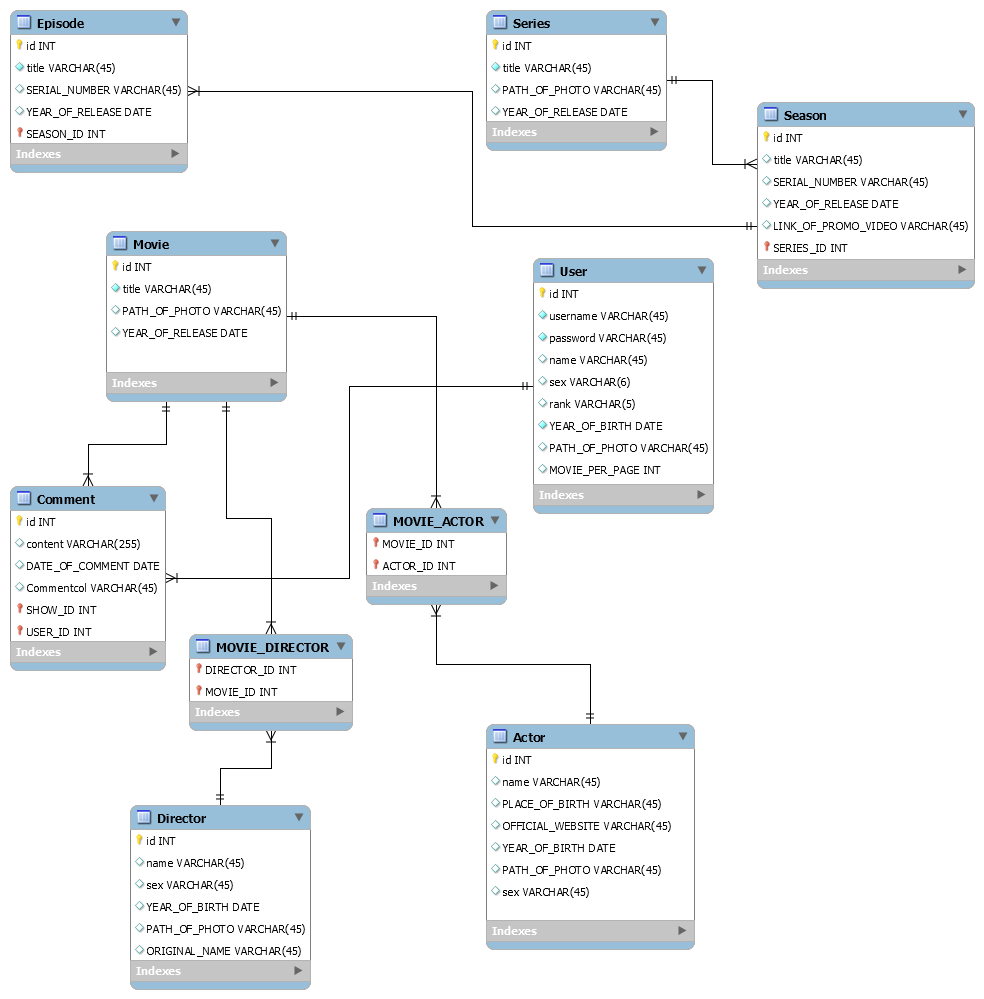 Episode
id INT
title VARCHAR(45)
SERIAL_NUMBER VARCHAR(45)
YEAR_OF_RELEASE DATE
SEASON_ID INT
Indexes
Series
id INT
title VARCHAR(45)
PATH_OF_PHOTO VARCHAR(45)
YEAR_OF_RELEASE DATE
Indexes
Season
id INT
title VARCHAR(45)
SERIAL_NUMBER VARCHAR(45)
YEAR_OF_RELEASE DATE
LINK_OF_PROMO_VIDEO VARCHAR(45)
SERIES_ID INT
Indexes
Movie
id INT
title VARCHAR(45)
PATH_OF_PHOTO VARCHAR(45)
YEAR_OF_RELEASE DATE
Indexes
User
id INT
username VARCHAR(45)
password VARCHAR(45)
name VARCHAR(45)
sex VARCHAR(6)
rank VARCHAR(5)
YEAR_OF_BIRTH DATE
PATH_OF_PHOTO VARCHAR(45)
MOVIE_PER_PAGE INT
Indexes
Comment
id INT
content VARCHAR(255)
DATE_OF_COMMENT DATE
Commentcol VARCHAR(45)
SHOW_ID INT
USER_ID INT
Indexes
MOVIE_ACTOR
MOVIE_ID INT
ACTOR_ID INT
Indexes
MOVIE_DIRECTOR
DIRECTOR_ID INT
MOVIE_ID INT
Indexes
Actor
id INT
name VARCHAR(45)
PLACE_OF_BIRTH VARCHAR(45)
OFFICIAL_WEBSITE VARCHAR(45)
YEAR_OF_BIRTH DATE
PATH_OF_PHOTO VARCHAR(45)
sex VARCHAR(45)
Indexes
Director
id INT
name VARCHAR(45)
sex VARCHAR(45)
YEAR_OF_BIRTH DATE
PATH_OF_PHOTO VARCHAR(45)
ORIGINAL_NAME VARCHAR(45)
Indexes